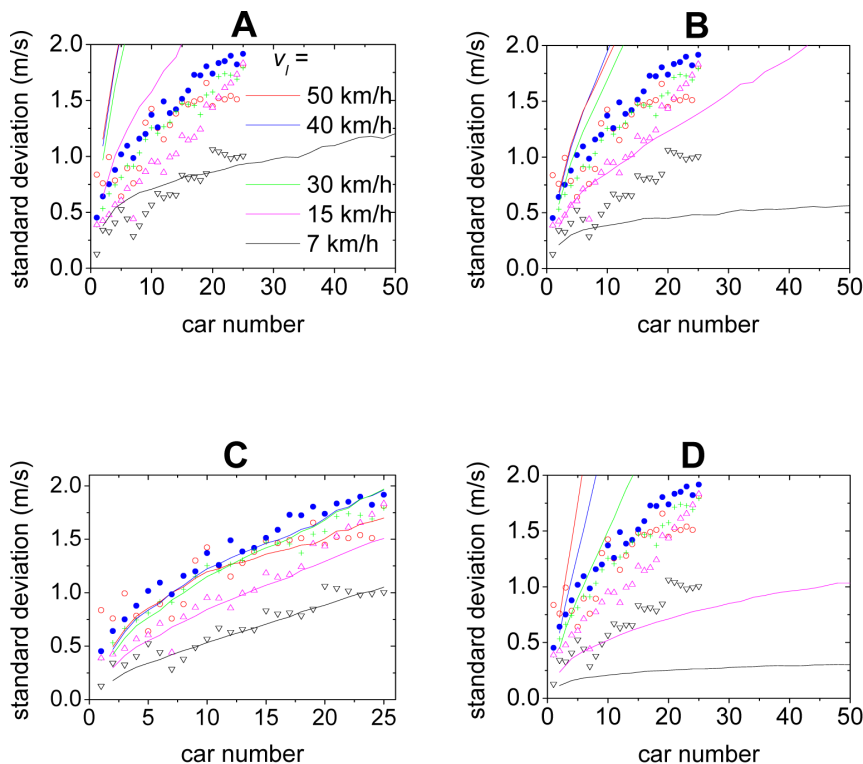 A
standard deviation (m/s)
2.0
1.5
1.0
0.5
0.0
v_l =
50 km/h
40 km/h
30 km/h
15 km/h
7 km/h
0 10 20 30 40 50
car number
B
standard deviation (m/s)
2.0
1.5
1.0
0.5
0.0
0 10 20 30 40 50
car number
C
standard deviation (m/s)
2.0
1.5
1.0
0.5
0.0
0 5 10 15 20 25
car number
D
standard deviation (m/s)
2.0
1.5
1.0
0.5
0.0
0 10 20 30 40 50
car number